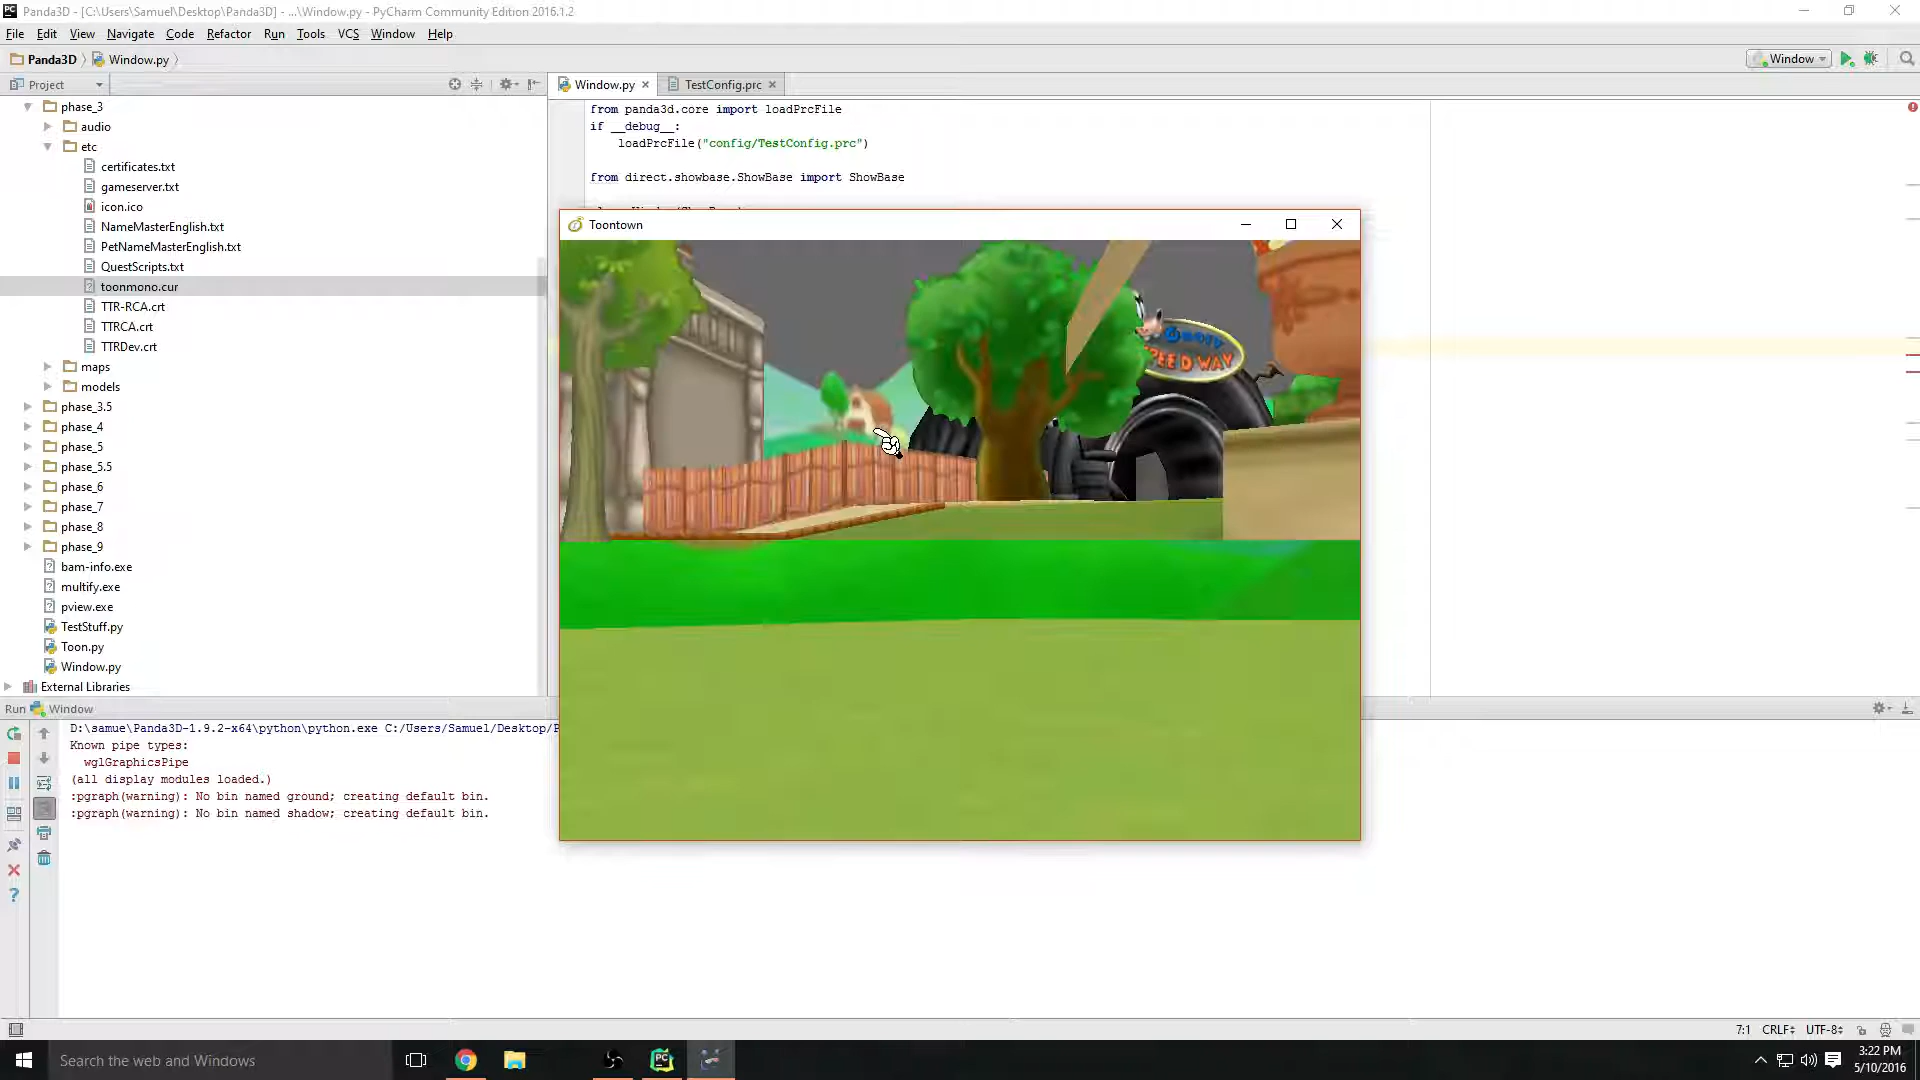 Panda3D - [C:\Users\Samuel\Desktop\Panda3D] - ...\Window.py - PyCharm Community Edition 2016.1.2
File Edit View Navigate Code Refactor Run Tools VCS Window Help
Panda3D Window.py Window
Project
Window.py TestConfig.prc
phase_3
audio
etc
certificates.txt
gameserver.txt
icon.ico
NameMasterEnglish.txt
PetNameMasterEnglish.txt
QuestScripts.txt
toonmono.cur
TTR-RCA.crt
TTRCA.crt
TTRDev.crt
maps
models
phase_3.5
phase_4
phase_5
phase_5.5
phase_6
phase_7
phase_8
phase_9
bam-info.exe
multify.exe
pview.exe
TestStuff.py
Toon.py
Window.py
External Libraries
from panda3d.core import loadPrcFile
if __debug__:
loadPrcFile("config/TestConfig.prc")
from direct.showbase.ShowBase import ShowBase
Toontown
Run Window
D:\samue\Panda3D-1.9.2-x64\python\python.exe C:/Users/Samuel/Desktop/
Known pipe types:
wglGraphicsPipe
(all display modules loaded.)
:pgraph(warning): No bin named ground; creating default bin.
:pgraph(warning): No bin named shadow; creating default bin.
7:1 CRLF UTF-8
Search the web and Windows
3:22 PM
5/10/2016